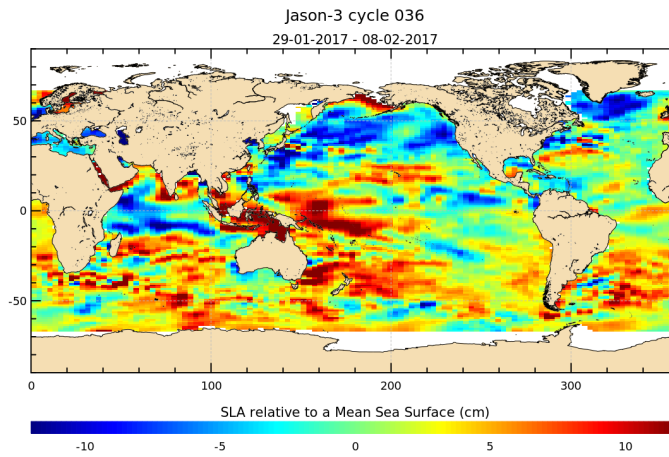 Jason-3 cycle 036
29-01-2017 - 08-02-2017
50
0
-50
0 100 200 300
SLA relative to a Mean Sea Surface (cm)
-10 -5 0 5 10